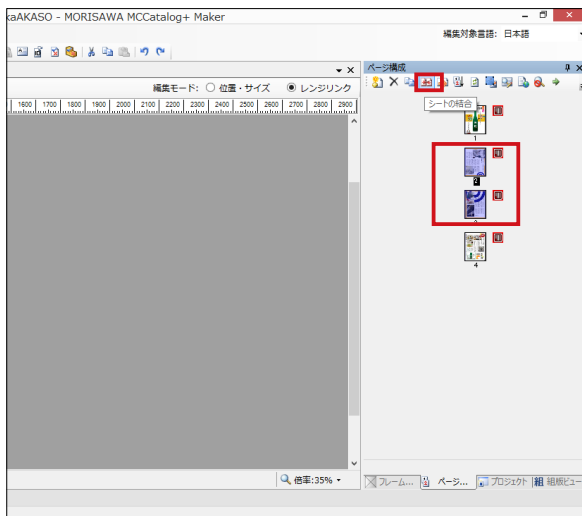 kaAKASO - MORISAWA MCCatalog+ Maker
編集対象言語: 日本語
ページ構成
編集モード: 位置・サイズ レンジリンク
1600 1700 1800 1900 2000 2100 2200 2300 2400 2500 2600 2700 2800 2900
シートの結合
1
2
4
倍率:35%
フレーム... ページ... プロジェクト 組 組版ビュー